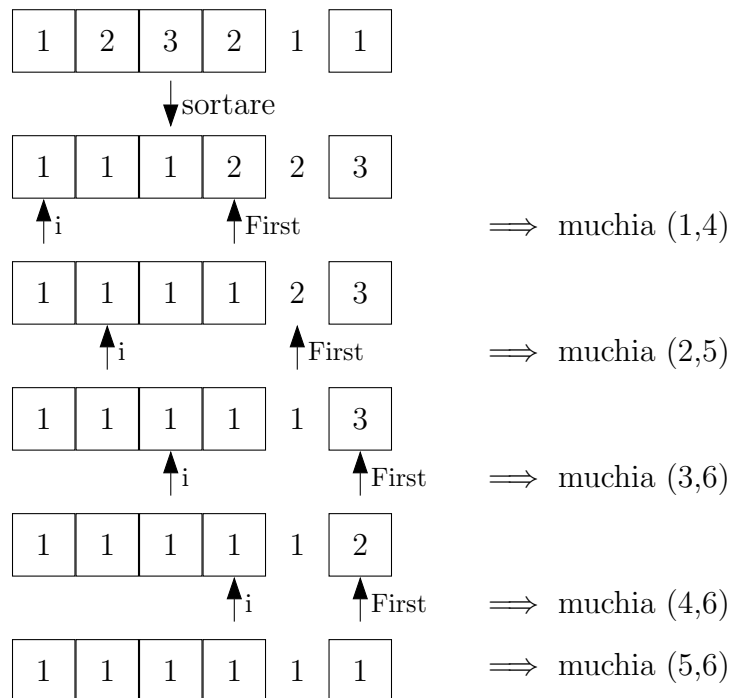 1 2 3 2 1 1
sortare
1 1 1 2 2 3
i First ⟹ muchia (1,4)
1 1 1 1 2 3
i First ⟹ muchia (2,5)
1 1 1 1 1 3
i First ⟹ muchia (3,6)
1 1 1 1 1 2
i First ⟹ muchia (4,6)
1 1 1 1 1 1 ⟹ muchia (5,6)